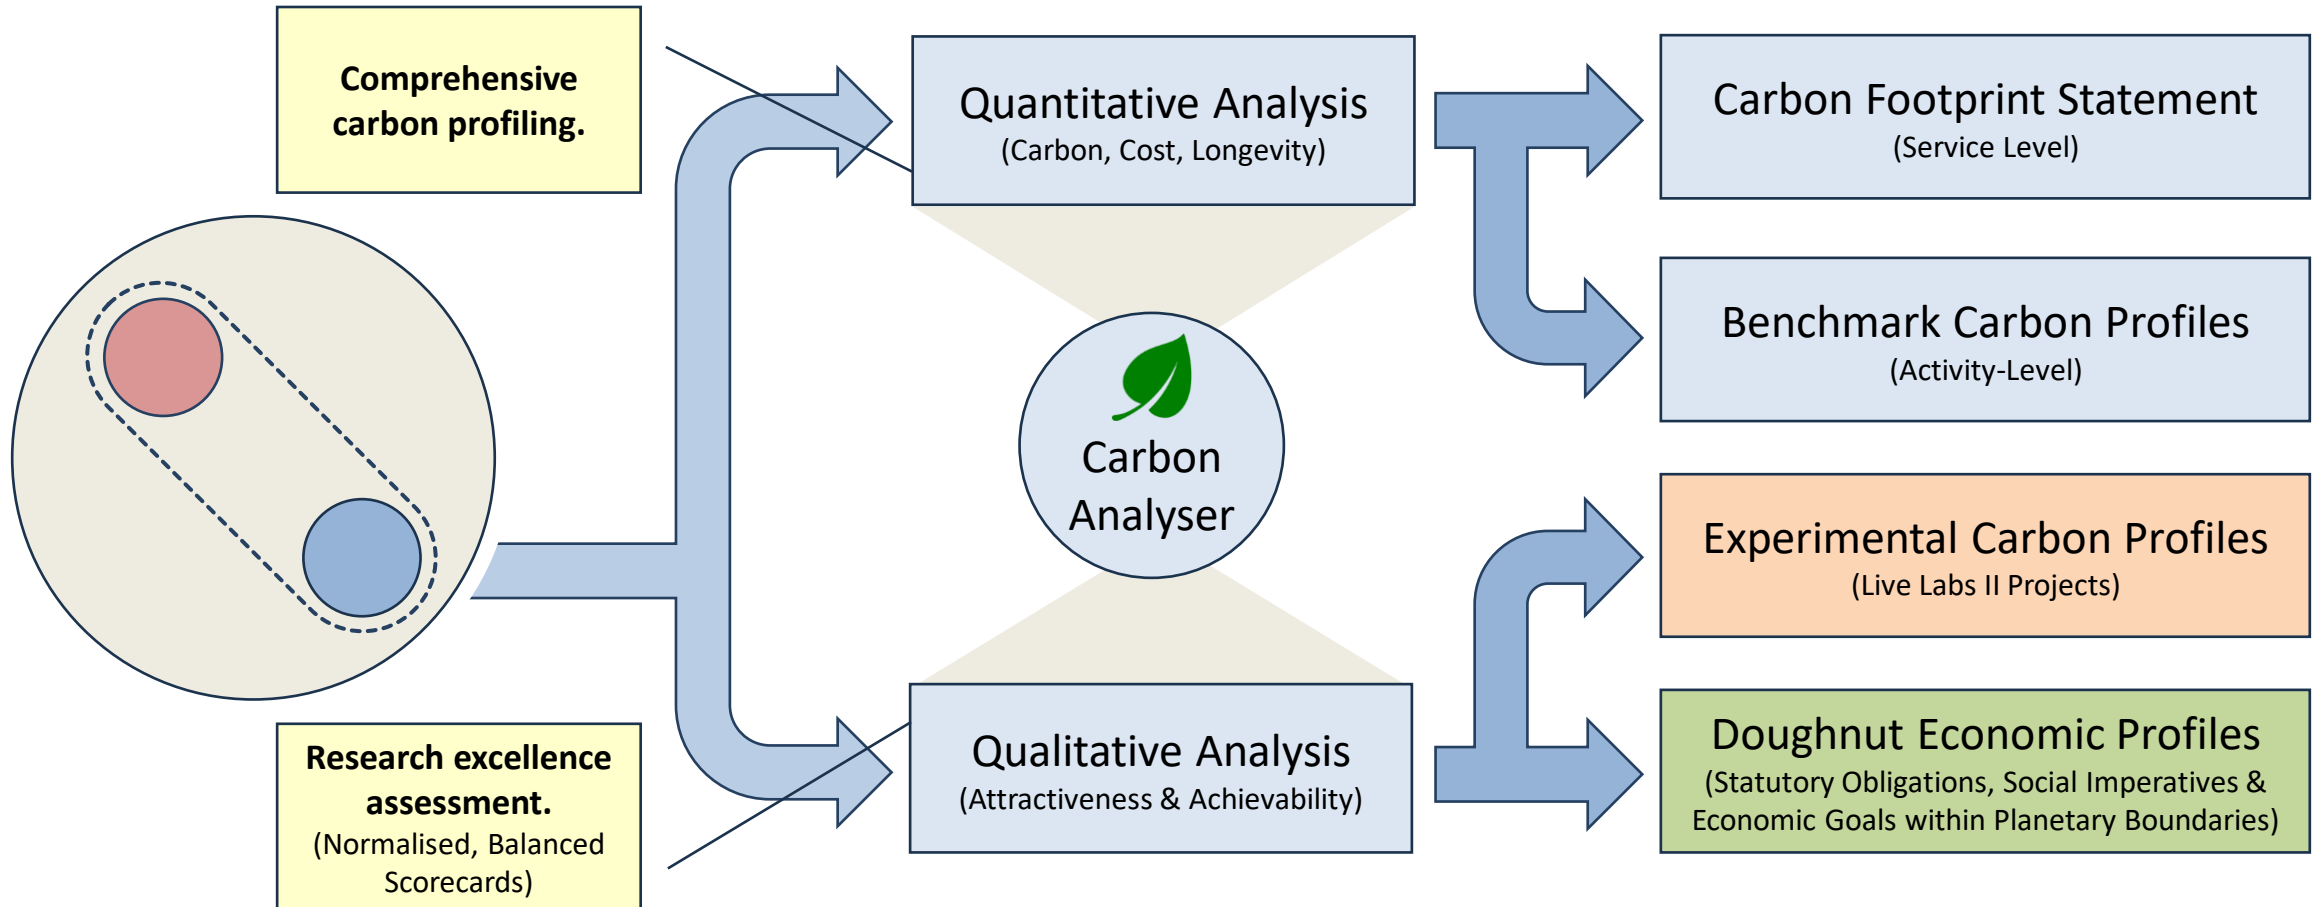 Comprehensive
carbon profiling.
Quantitative Analysis
(Carbon, Cost, Longevity)
Carbon Footprint Statement
(Service Level)
Benchmark Carbon Profiles
(Activity-Level)
Carbon
Analyser
Experimental Carbon Profiles
(Live Labs II Projects)
Research excellence
assessment.
(Normalised, Balanced
Scorecards)
Qualitative Analysis
(Attractiveness & Achievability)
Doughnut Economic Profiles
(Statutory Obligations, Social Imperatives &
Economic Goals within Planetary Boundaries)